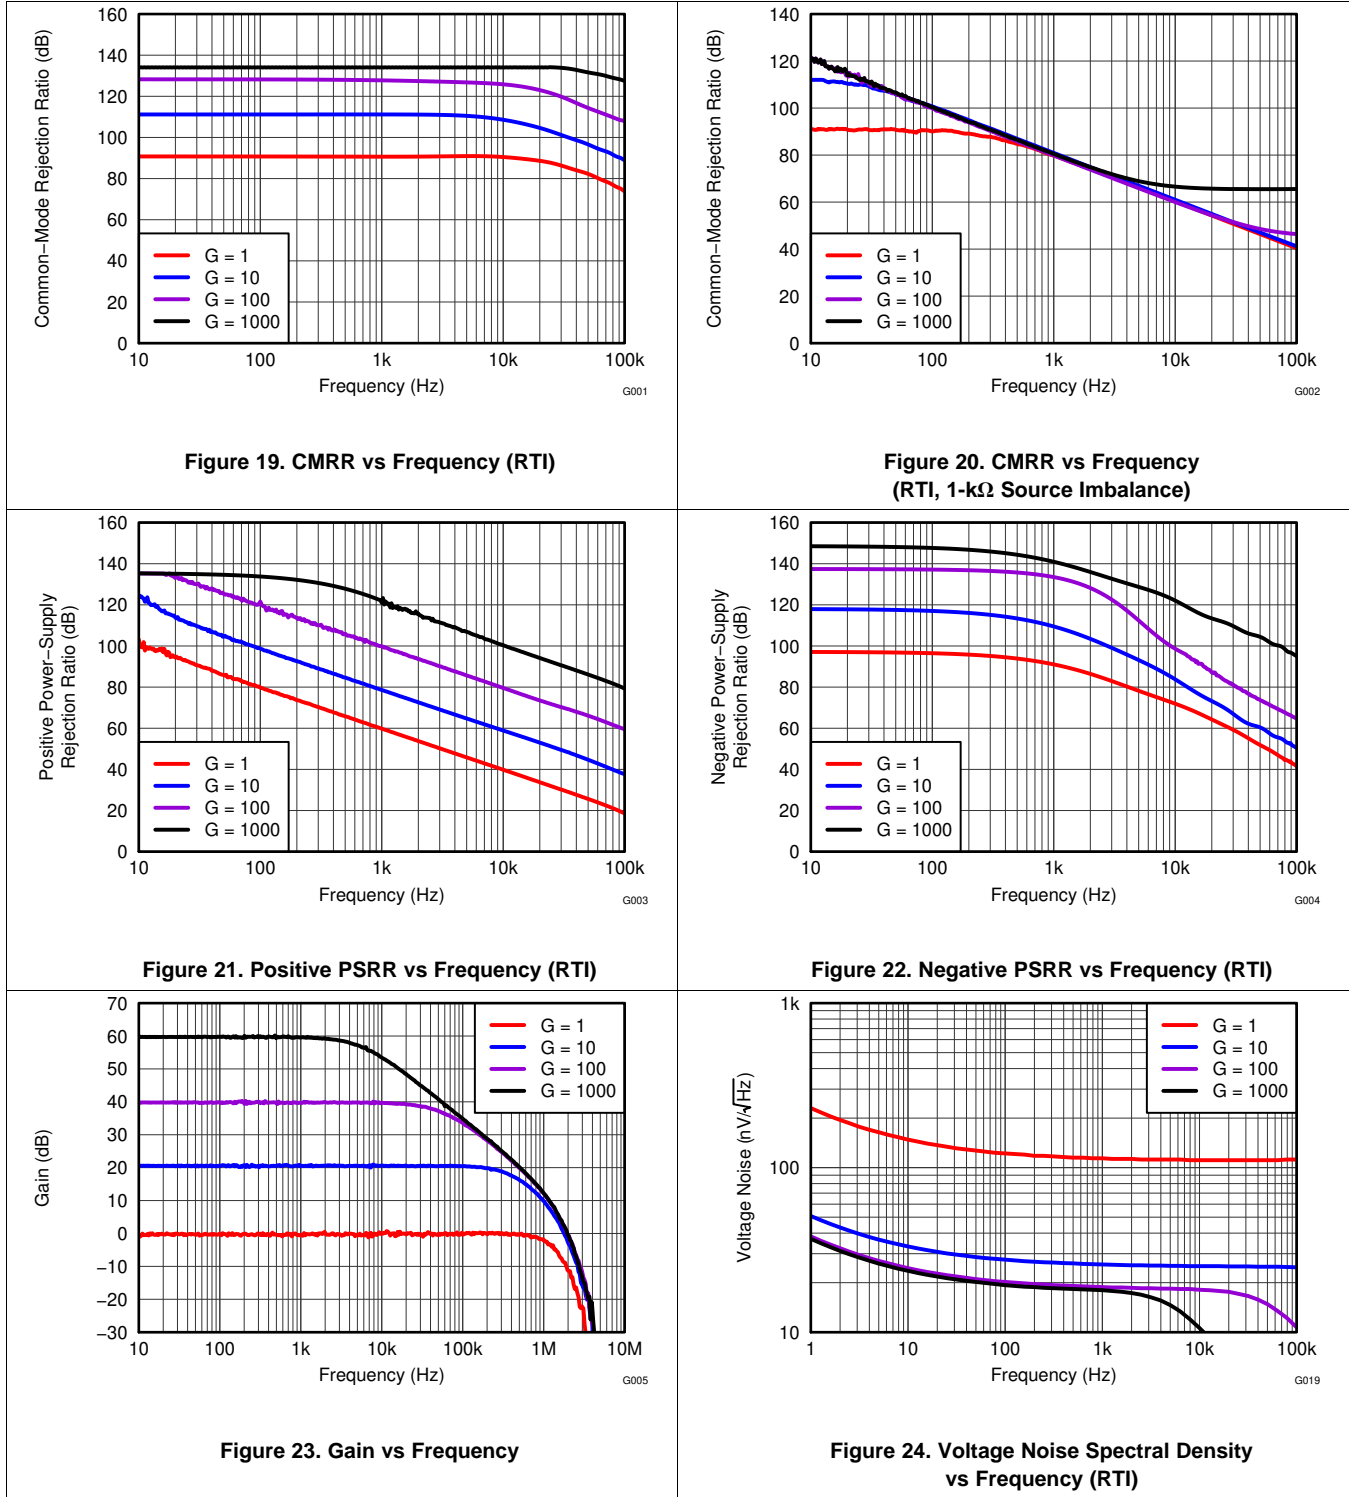 160
140
120
100
80
60
40
20
0
Common−Mode Rejection Ratio (dB)
G = 1
G = 10
G = 100
G = 1000
10 100 1k 10k 100k
Frequency (Hz)
G001
Figure 19. CMRR vs Frequency (RTI)
140
120
100
80
60
40
20
0
Common−Mode Rejection Ratio (dB)
G = 1
G = 10
G = 100
G = 1000
10 100 1k 10k 100k
Frequency (Hz)
G002
Figure 20. CMRR vs Frequency
(RTI, 1-kΩ Source Imbalance)
160
140
120
100
80
60
40
20
0
Positive Power−Supply
Rejection Ratio (dB)
G = 1
G = 10
G = 100
G = 1000
10 100 1k 10k 100k
Frequency (Hz)
G003
Figure 21. Positive PSRR vs Frequency (RTI)
160
140
120
100
80
60
40
20
0
Negative Power−Supply
Rejection Ratio (dB)
G = 1
G = 10
G = 100
G = 1000
10 100 1k 10k 100k
Frequency (Hz)
G004
Figure 22. Negative PSRR vs Frequency (RTI)
70
60
50
40
30
20
10
0
−10
−20
−30
Gain (dB)
G = 1
G = 10
G = 100
G = 1000
10 100 1k 10k 100k 1M 10M
Frequency (Hz)
G005
Figure 23. Gain vs Frequency
1k
100
10
Voltage Noise (nV/√Hz)
G = 1
G = 10
G = 100
G = 1000
1 10 100 1k 10k 100k
Frequency (Hz)
G019
Figure 24. Voltage Noise Spectral Density
vs Frequency (RTI)